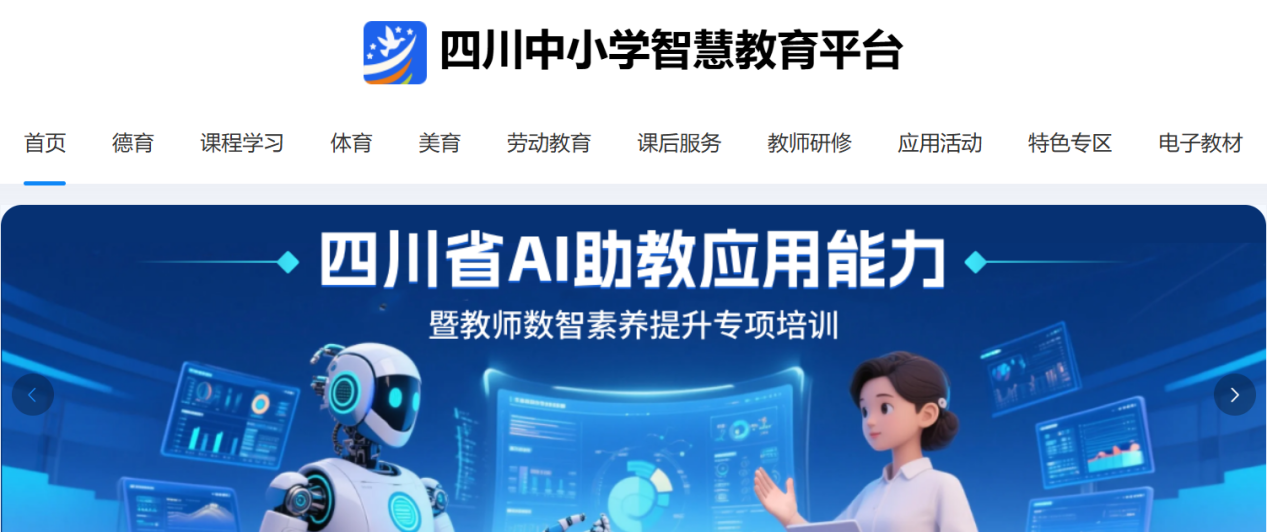 四川中小学智慧教育平台
首页 德育 课程学习 体育 美育 劳动教育 课后服务 教师研修 应用活动 特色专区 电子教材
四川省AI助教应用能力
暨教师数智素养提升专项培训